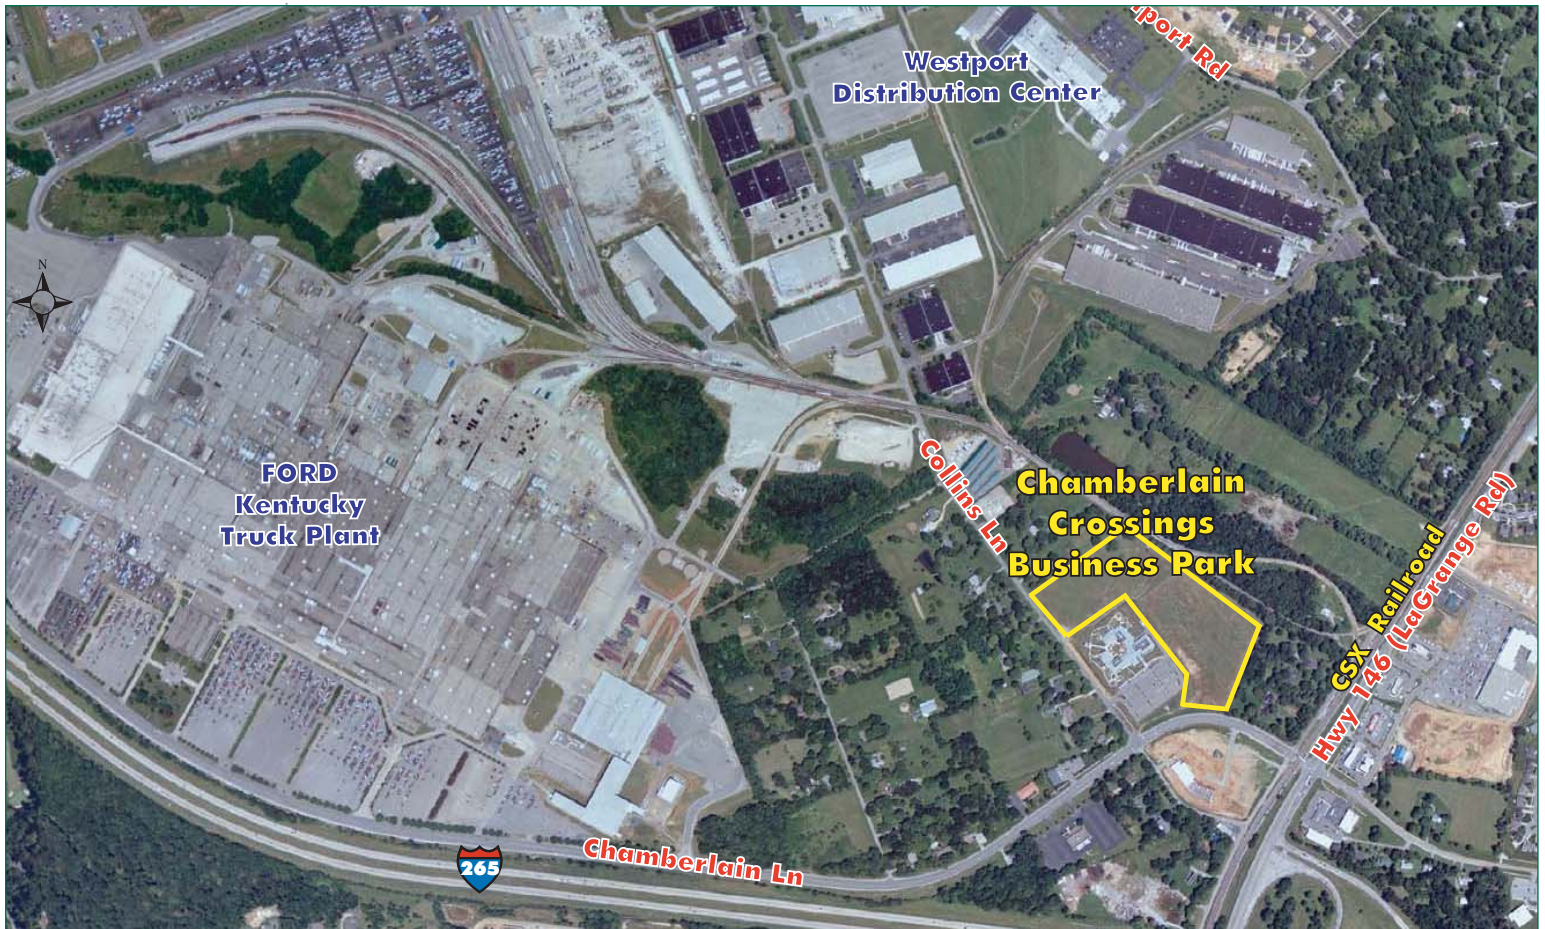 Rd
Westport
Distribution Center
N
FORD
Kentucky
Truck Plant
Collins Ln
Chamberlain
Crossings
Business Park
CSX Railroad
Hwy 146 (LaGrange Rd)
Chamberlain Ln
265